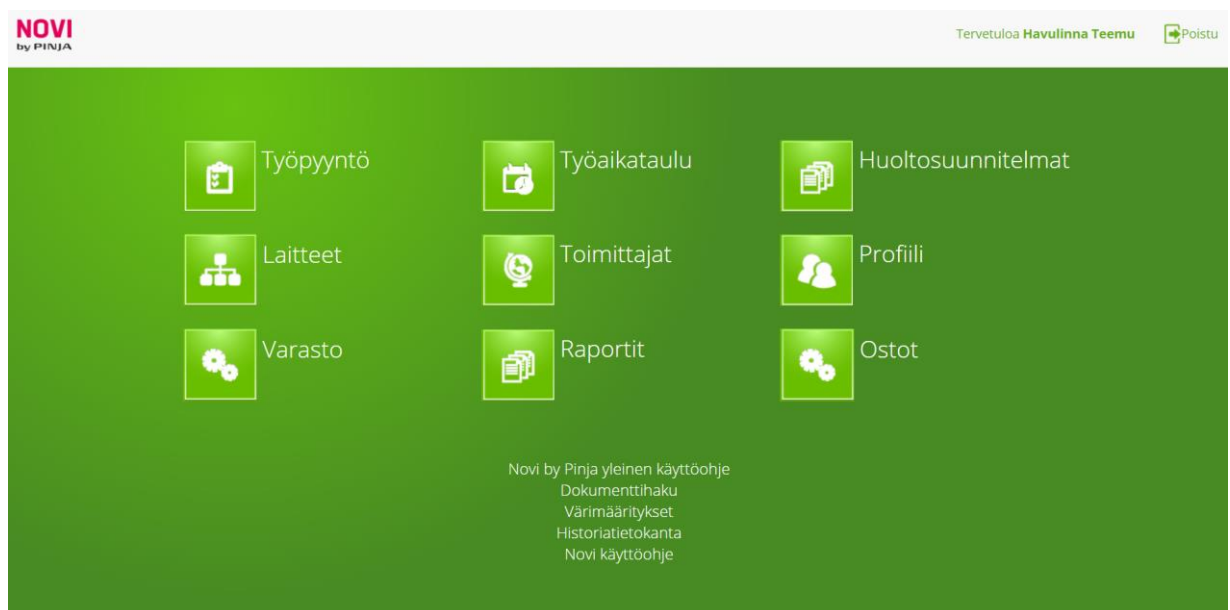 NOVI
by PINJA
Tervetuloa Havulinna Teemu
Poistu
Työpyyntö
Työaikataulu
Huoltosuunnitelmat
Laitteet
Toimittajat
Profiili
Varasto
Raportit
Ostot
Novi by Pinja yleinen käyttöohje
Dokumenttihaku
Värimääritykset
Historiatietokanta
Novi käyttöohje